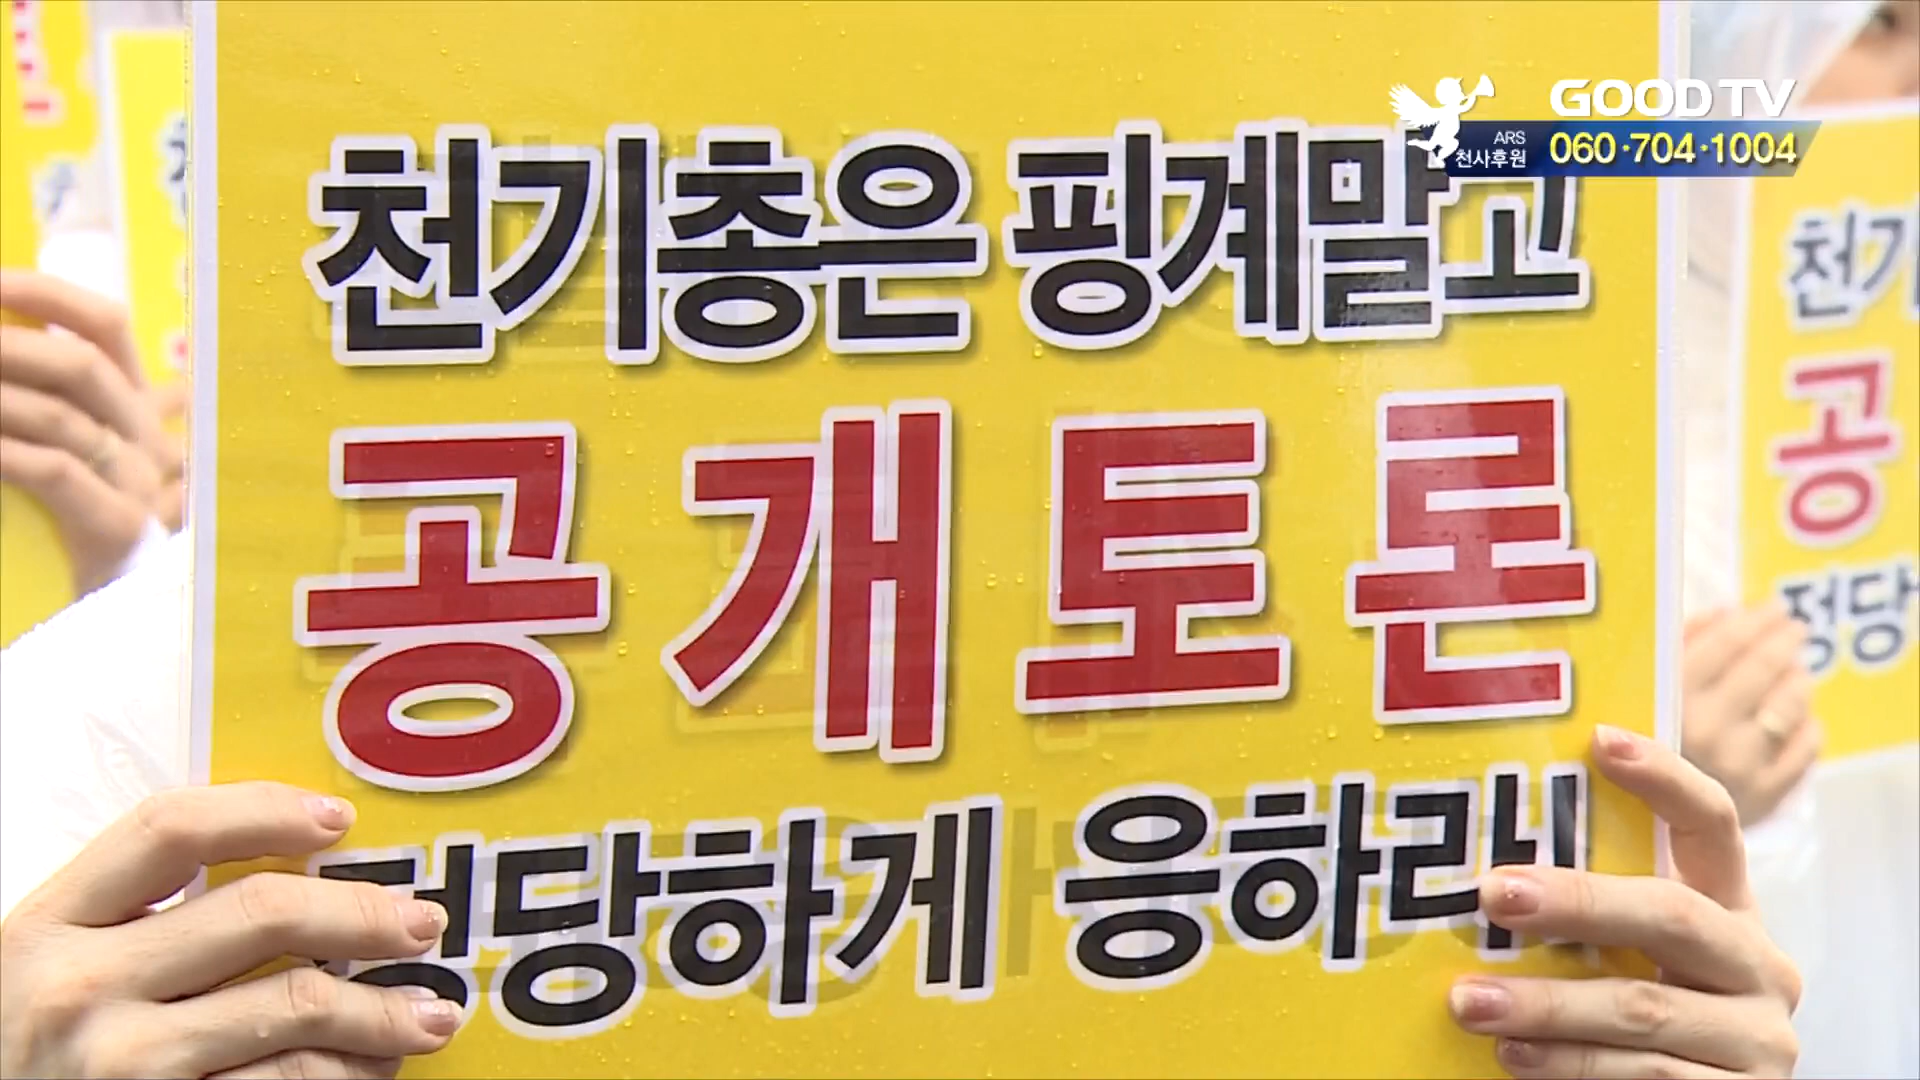 GOOD TV
ARS
천사후원 060·704·1004
천기총은 핑계말고
공개토론
정당하게 응하라!
천기
공
정당